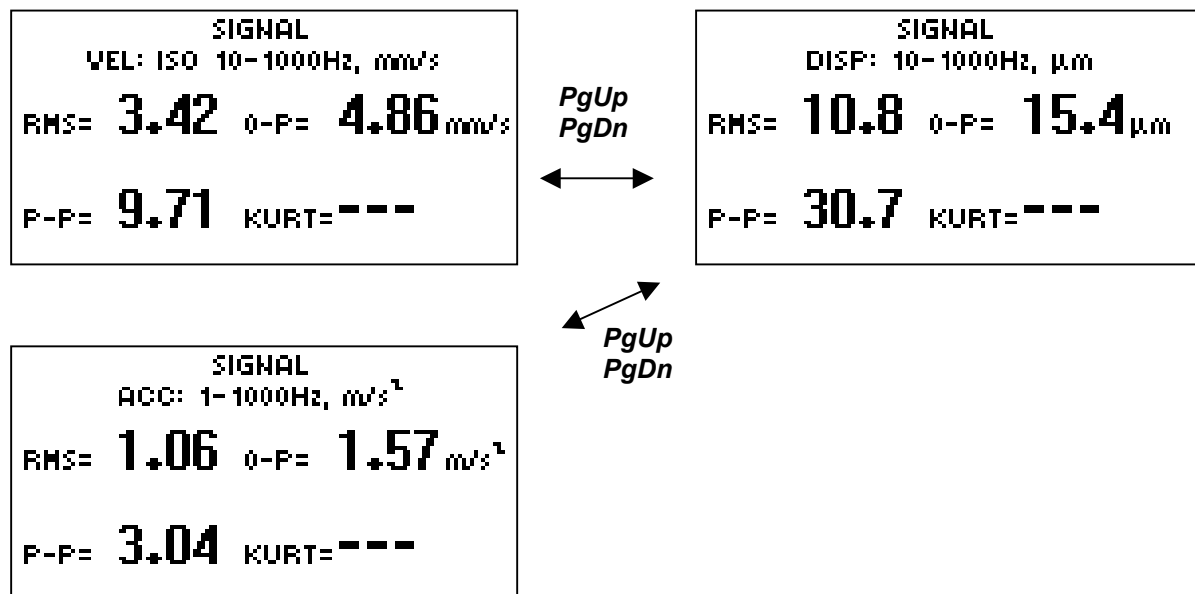 SIGNAL
VEL: ISO 10-1000Hz, mm/s
RMS= 3.42 0-P= 4.86 mm/s
P-P= 9.71 KURT=---
PgUp
PgDn
SIGNAL
DISP: 10-1000Hz, µm
RMS= 10.8 0-P= 15.4 µm
P-P= 30.7 KURT=---
PgUp
PgDn
SIGNAL
ACC: 1-1000Hz, m/s²
RMS= 1.06 0-P= 1.57 m/s²
P-P= 3.04 KURT=---